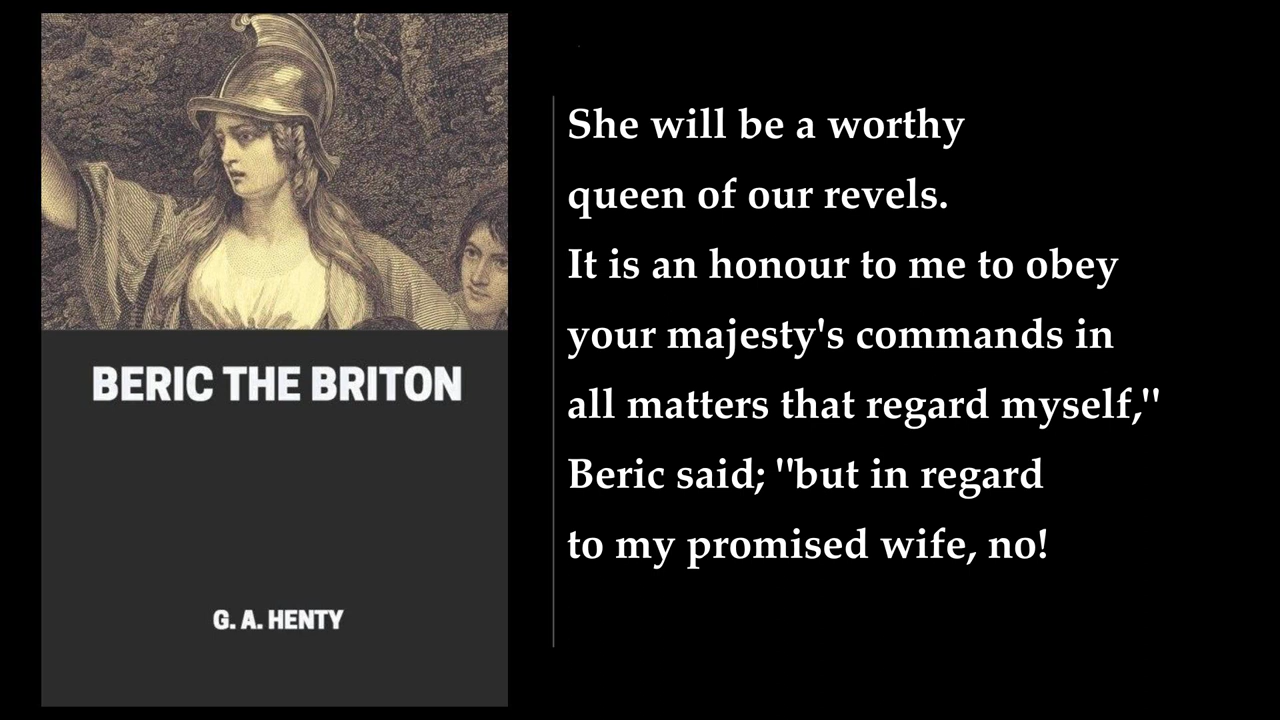 BERIC THE BRITON
G. A. HENTY
She will be a worthy
queen of our revels.
It is an honour to me to obey
your majesty's commands in
all matters that regard myself,"
Beric said; "but in regard
to my promised wife, no!